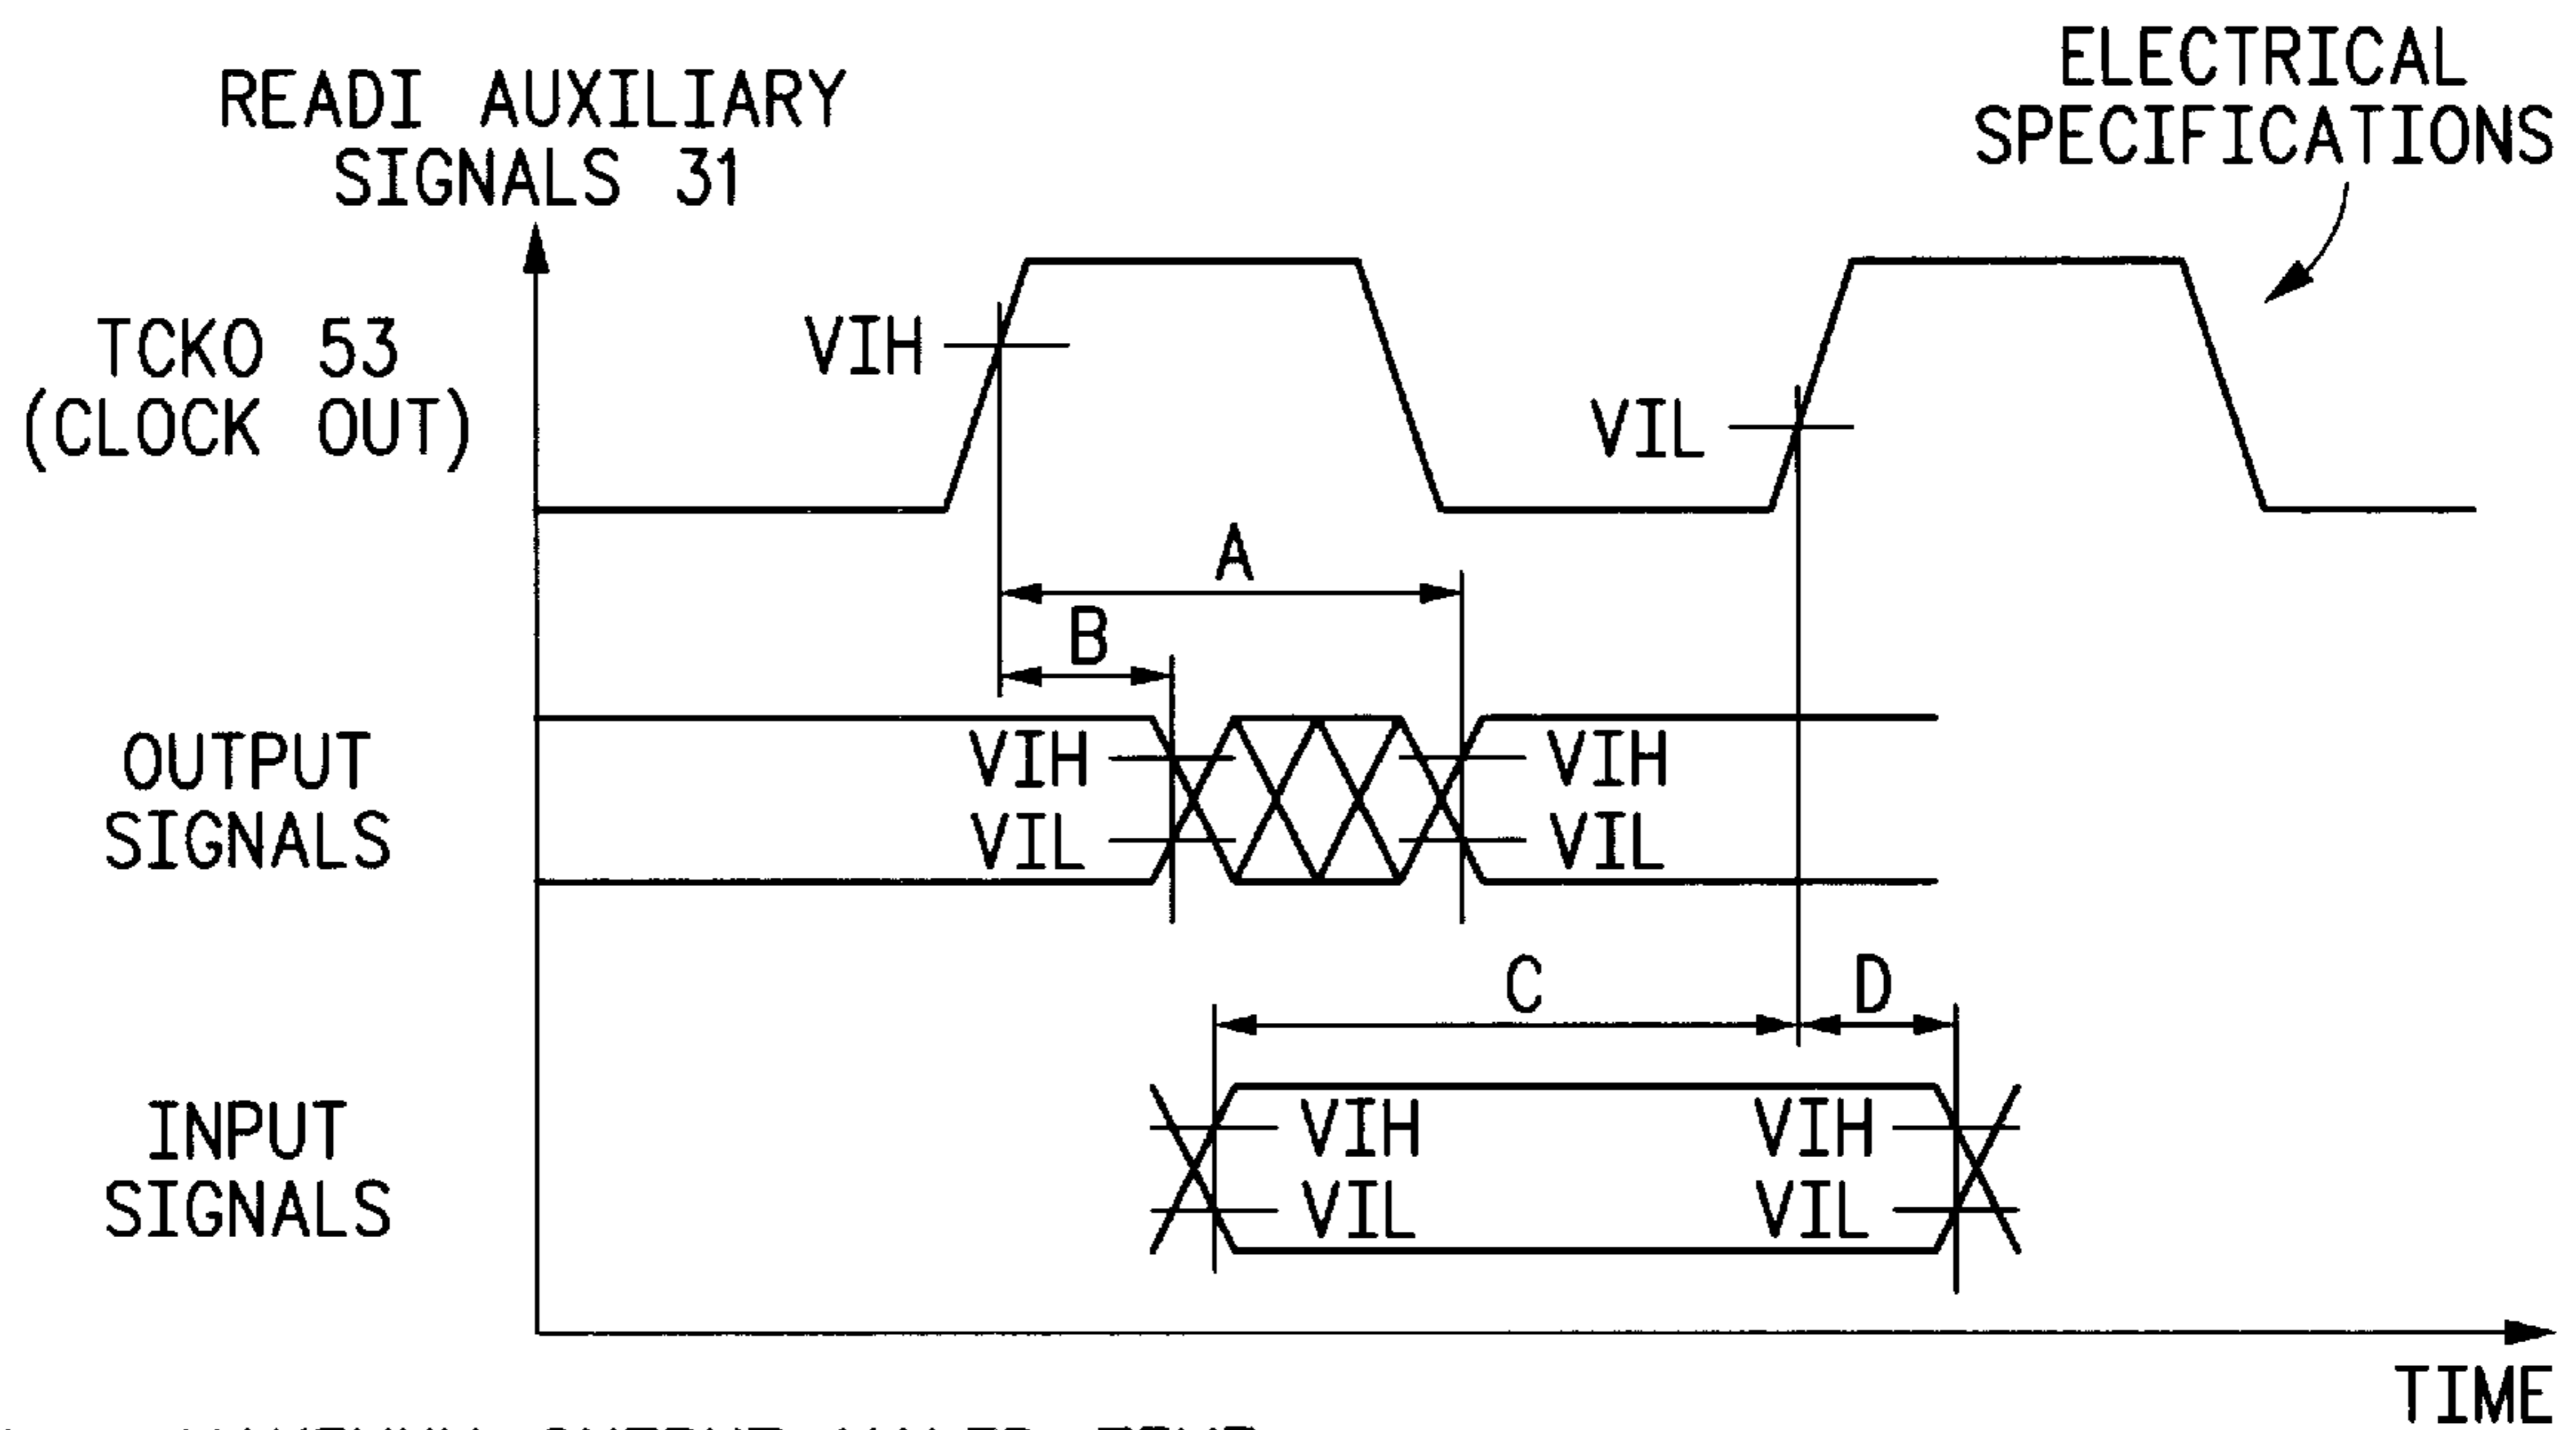 READI AUXILIARY
SIGNALS 31
ELECTRICAL
SPECIFICATIONS
TCKO 53
(CLOCK OUT)
VIH
VIL
A
B
OUTPUT
SIGNALS
VIH
VIH
VIL
VIL
C
D
INPUT
SIGNALS
VIH
VIH
VIL
VIL
TIME